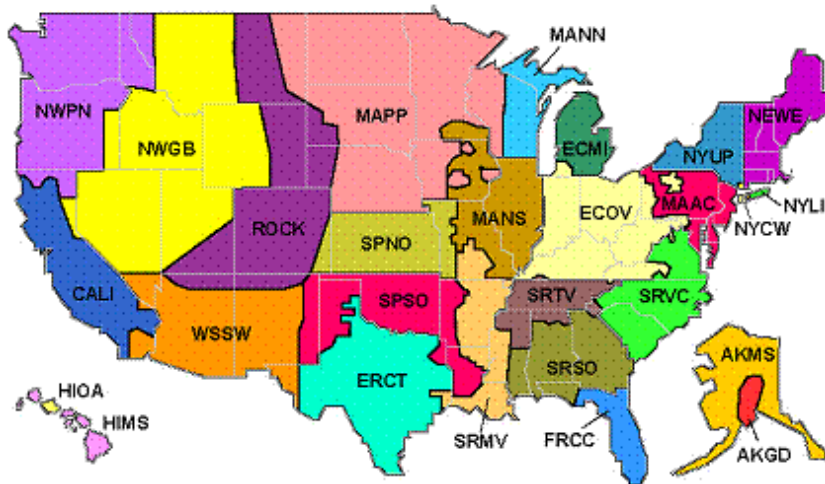 MANN
NWPN
NEWE
MAPP
NWGB
ECMI
NYUP
MAAC
NYLI
ROCK
MANS
ECOV
NYCW
SPNO
CALI
SPSO
SRTV
SRVC
WSSW
AKMS
SRSO
ERCT
HIOA
HIMS
SRMV
FRCC
AKGD